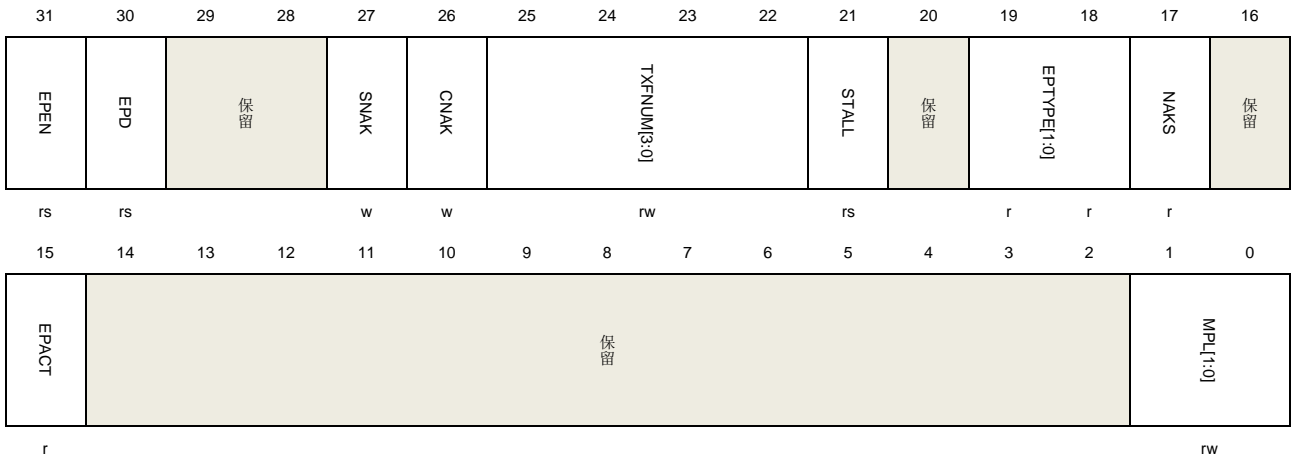 31 30 29 28 27 26 25 24 23 22 21 20 19 18 17 16
EPEN EPD 保留 SNAK CNAK TXFNUM[3:0] STALL 保留 EPTYPE[1:0] NAKS 保留
rs rs w w rw rs r r r
15 14 13 12 11 10 9 8 7 6 5 4 3 2 1 0
EPACT 保留 MPL[1:0]
r rw